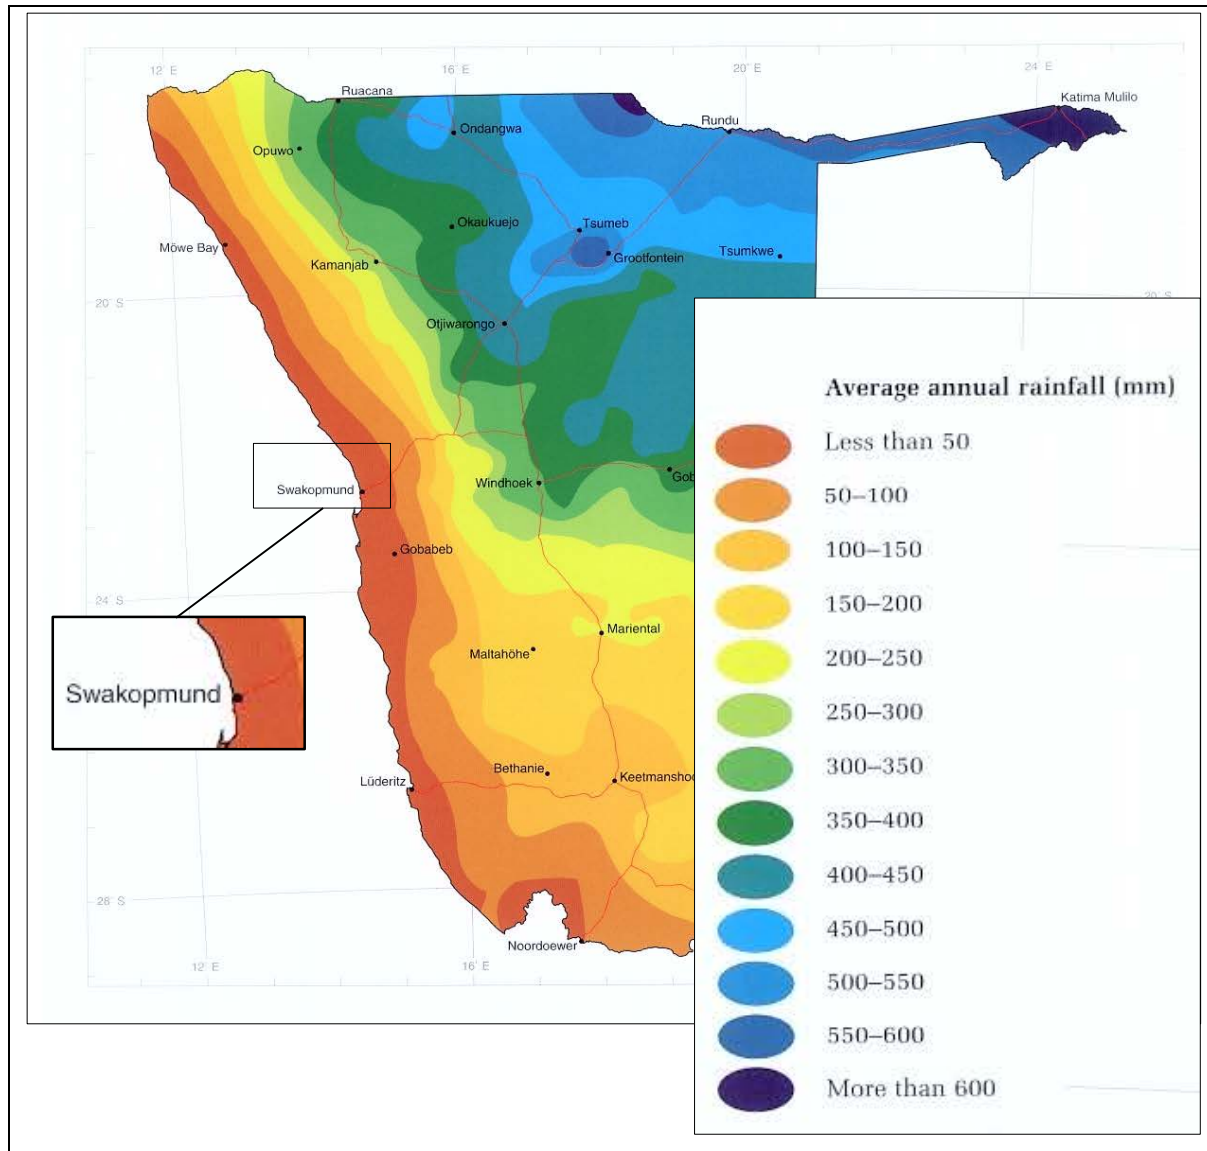 12° E
16° E
20° E
24 E
Ruacana
Katima Mulilo
Rundu
Ondangwa
Opuwo
Okaukuejo
Tsumeb
Möwe Bay
Kamanjab
Grootfontein
Tsumkwe
20° S
20° S
Otjiwarongo
Average annual rainfall (mm)
Less than 50
50–100
100–150
150–200
200–250
250–300
300–350
350–400
400–450
450–500
500–550
550–600
More than 600
Swakopmund
Windhoek
Gob
Gobabeb
24° S
Mariental
Maltahöhe
Swakopmund
Bethanie
Keetmanshoo
Lüderitz
28° S
Noordoewer
12° E
16° E